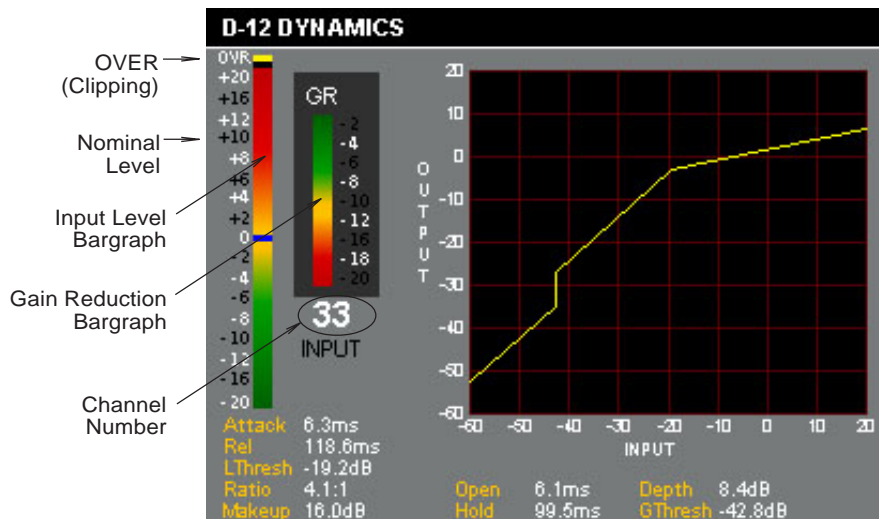 D-12 DYNAMICS
OVER
(Clipping)
Nominal
Level
Input Level
Bargraph
Gain Reduction
Bargraph
Channel
Number
OVR
+20
+16
+12
+10
+8
+6
+4
+2
0
-2
-4
-6
-8
-10
-12
-16
-20
GR
-2
-4
-6
-8
-10
-12
-16
-18
-20
33
INPUT
20
10
0
-10
-20
-30
-40
-50
-60
OUTPUT
-60 -50 -40 -30 -20 -10 0 10 20
INPUT
Attack 6.3ms
Rel 118.6ms
LThresh -19.2dB
Ratio 4.1:1
Makeup 16.0dB
Open 6.1ms Depth 8.4dB
Hold 99.5ms GThresh -42.8dB